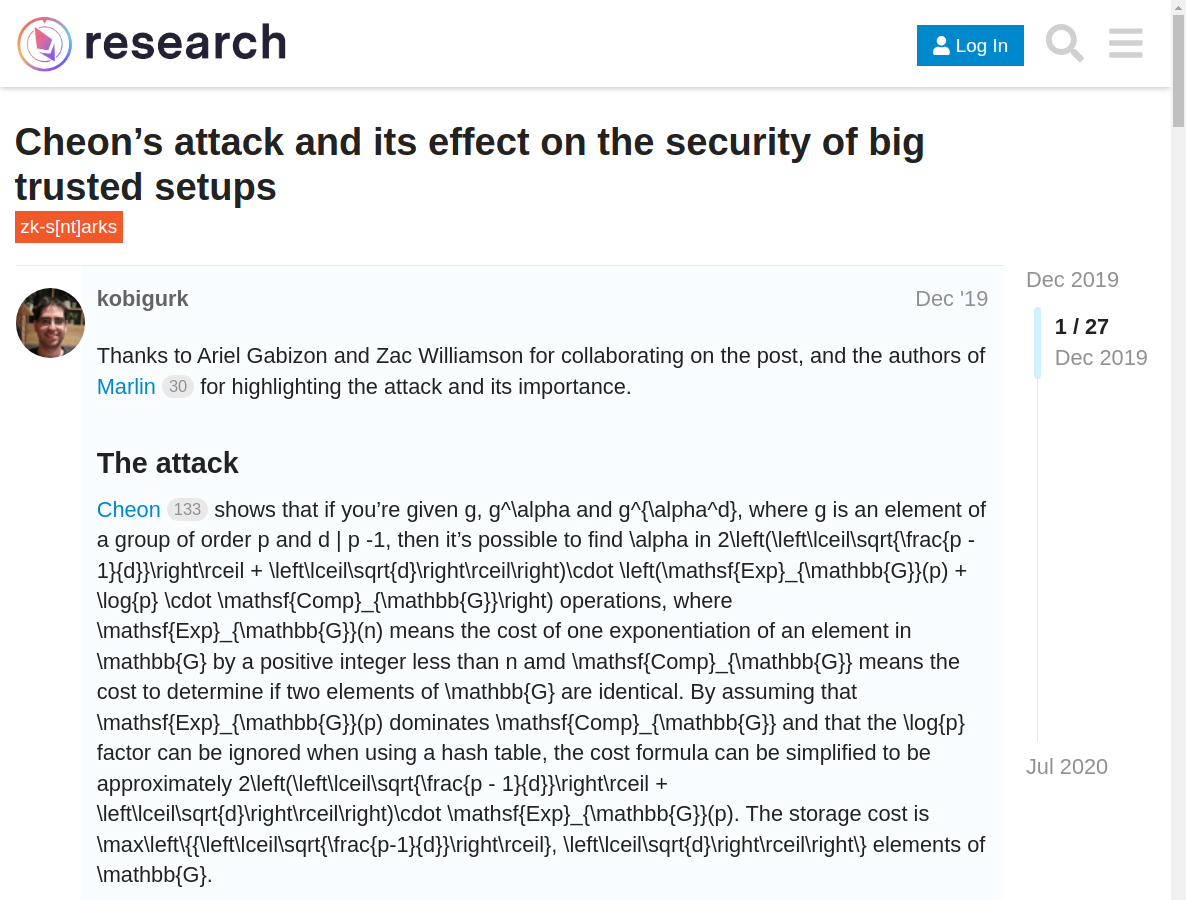 research
Log In
Cheon’s attack and its effect on the security of big
trusted setups
zk-s[nt]arks
kobigurk
Dec '19
Thanks to Ariel Gabizon and Zac Williamson for collaborating on the post, and the authors of
Marlin 30 for highlighting the attack and its importance.
The attack
Cheon 133 shows that if you’re given g, g^\alpha and g^{\alpha^d}, where g is an element of
a group of order p and d | p -1, then it’s possible to find \alpha in 2\left(\left\lceil\sqrt{\frac{p -
1}{d}}\right\rceil + \left\lceil\sqrt{d}\right\rceil\right)\cdot \left(\mathsf{Exp}_{\mathbb{G}}(p) +
\log{p} \cdot \mathsf{Comp}_{\mathbb{G}}\right) operations, where
\mathsf{Exp}_{\mathbb{G}}(n) means the cost of one exponentiation of an element in
\mathbb{G} by a positive integer less than n amd \mathsf{Comp}_{\mathbb{G}} means the
cost to determine if two elements of \mathbb{G} are identical. By assuming that
\mathsf{Exp}_{\mathbb{G}}(p) dominates \mathsf{Comp}_{\mathbb{G}} and that the \log{p}
factor can be ignored when using a hash table, the cost formula can be simplified to be
approximately 2\left(\left\lceil\sqrt{\frac{p - 1}{d}}\right\rceil +
\left\lceil\sqrt{d}\right\rceil\right)\cdot \mathsf{Exp}_{\mathbb{G}}(p). The storage cost is
\max\left\{{\left\lceil\sqrt{\frac{p-1}{d}}\right\rceil}, \left\lceil\sqrt{d}\right\rceil\right\} elements of
\mathbb{G}.
Dec 2019
1 / 27
Dec 2019
Jul 2020